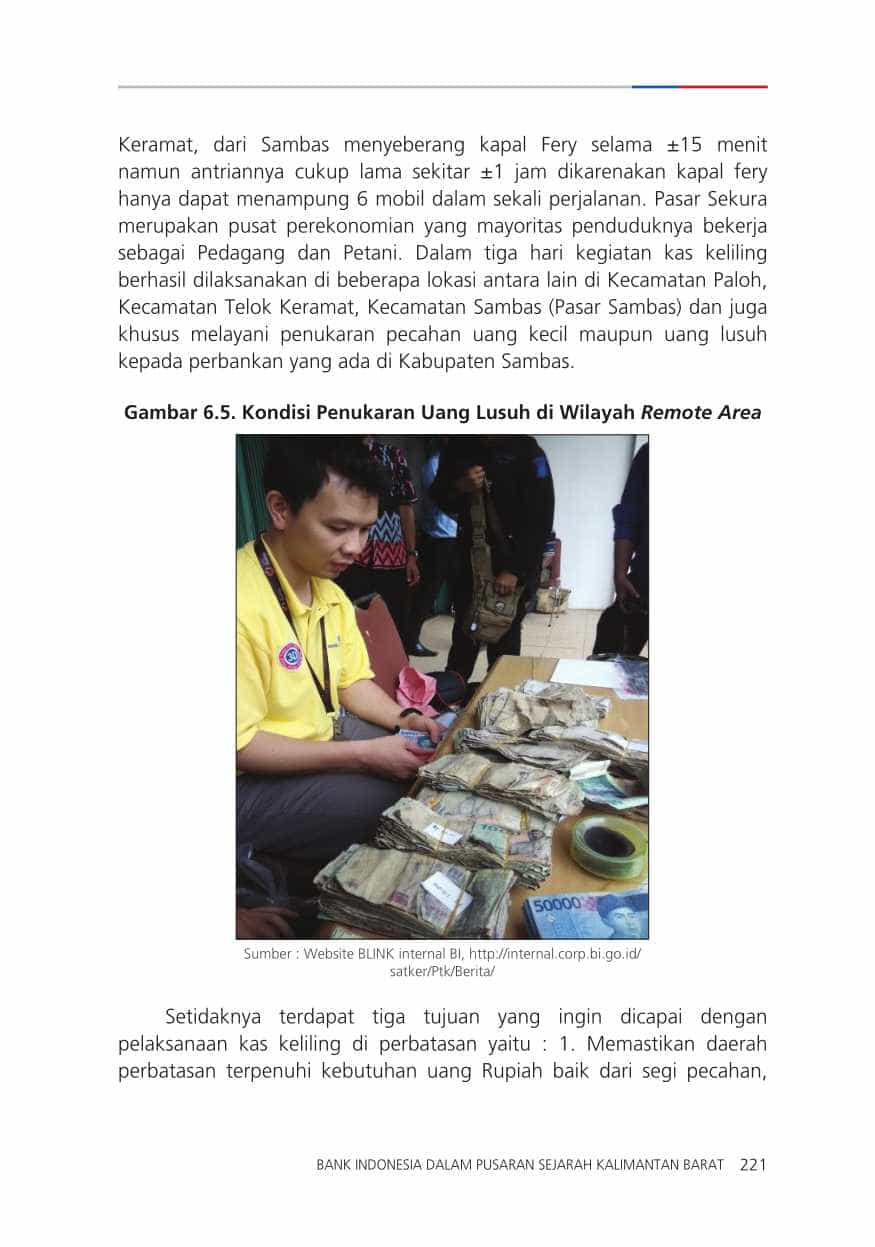 Keramat, dari Sambas menyeberang kapal Fery selama ±15 menit
namun antriannya cukup lama sekitar ±1 jam dikarenakan kapal fery
hanya dapat menampung 6 mobil dalam sekali perjalanan. Pasar Sekura
merupakan pusat perekonomian yang mayoritas penduduknya bekerja
sebagai Pedagang dan Petani. Dalam tiga hari kegiatan kas keliling
berhasil dilaksanakan di beberapa lokasi antara lain di Kecamatan Paloh,
Kecamatan Telok Keramat, Kecamatan Sambas (Pasar Sambas) dan juga
khusus melayani penukaran pecahan uang kecil maupun uang lusuh
kepada perbankan yang ada di Kabupaten Sambas.
Gambar 6.5. Kondisi Penukaran Uang Lusuh di Wilayah Remote Area
50000
Sumber : Website BLINK internal BI, http://internal.corp.bi.go.id/
satker/Ptk/Berita/
Setidaknya terdapat tiga tujuan yang ingin dicapai dengan
pelaksanaan kas keliling di perbatasan yaitu : 1. Memastikan daerah
perbatasan terpenuhi kebutuhan uang Rupiah baik dari segi pecahan,
BANK INDONESIA DALAM PUSARAN SEJARAH KALIMANTAN BARAT 221